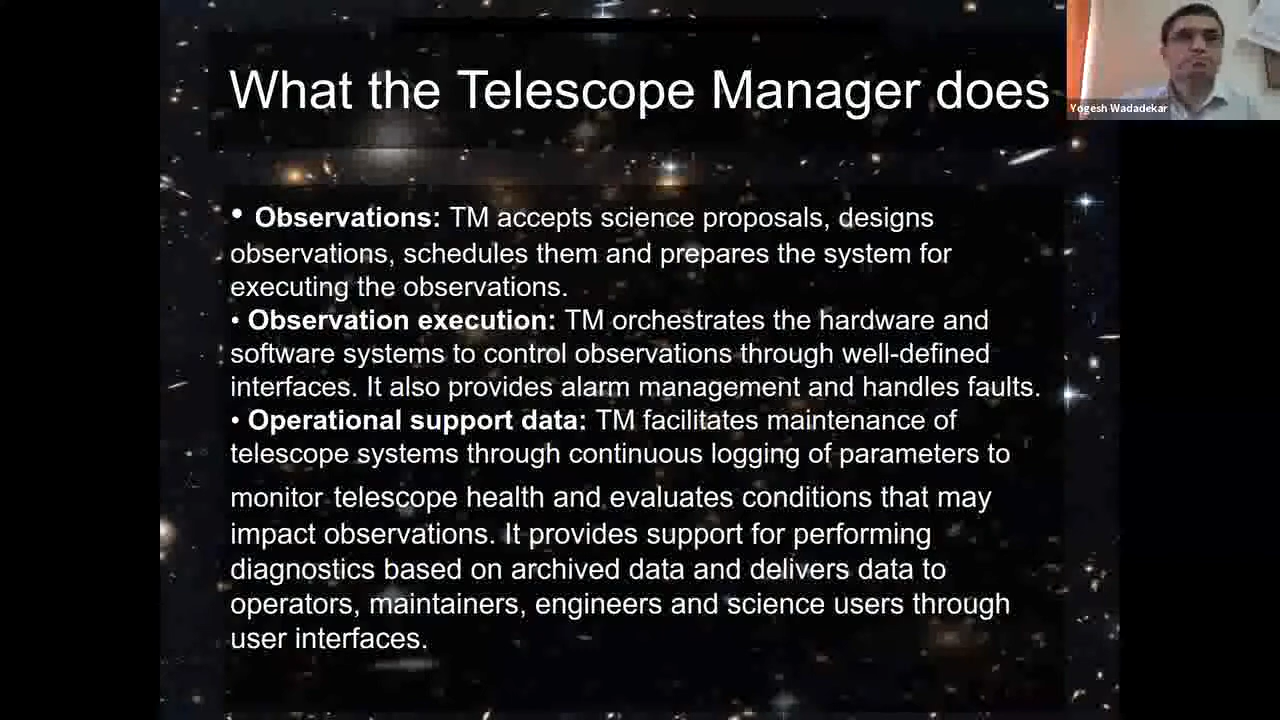 What the Telescope Manager does
Yogesh Wadadekar
• Observations: TM accepts science proposals, designs
observations, schedules them and prepares the system for
executing the observations.
• Observation execution: TM orchestrates the hardware and
software systems to control observations through well-defined
interfaces. It also provides alarm management and handles faults.
• Operational support data: TM facilitates maintenance of
telescope systems through continuous logging of parameters to
monitor telescope health and evaluates conditions that may
impact observations. It provides support for performing
diagnostics based on archived data and delivers data to
operators, maintainers, engineers and science users through
user interfaces.